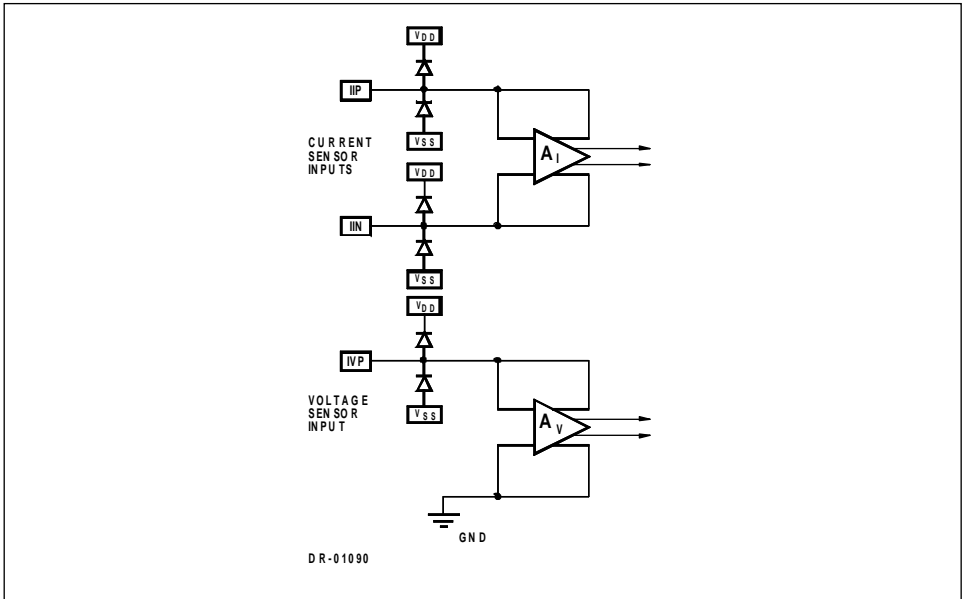 VDD
IIP
CURRENT
SENSOR
INPUTS
VSS
VDD
AI
IIN
VSS
VDD
IVP
VOLTAGE
SENSOR
INPUT
VSS
AV
GND
DR-01090